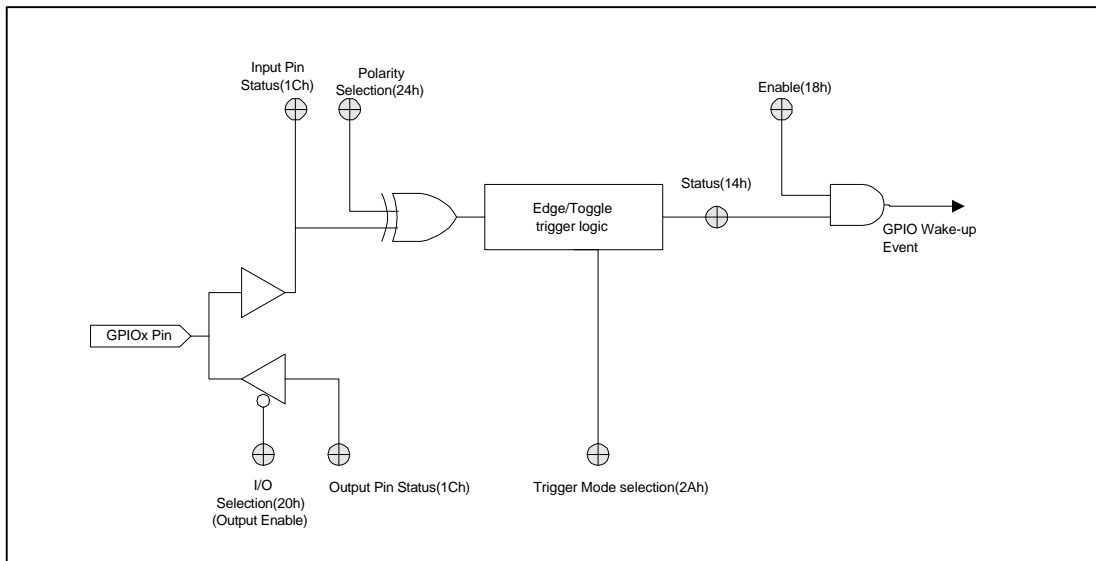 Input Pin
Status(1Ch)
Polarity
Selection(24h)
Enable(18h)
Status(14h)
Edge/Toggle
trigger logic
GPIO Wake-up
Event
GPIOx Pin
I/O
Selection(20h)
(Output Enable)
Output Pin Status(1Ch)
Trigger Mode selection(2Ah)